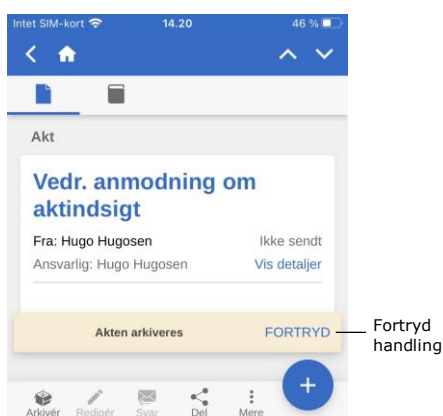 Intet SIM-kort 14.20 46 %
Akt
Vedr. anmodning om
aktindsigt
Fra: Hugo Hugosen Ikke sendt
Ansvarlig: Hugo Hugosen Vis detaljer
Akten arkiveres FORTRYD
Fortryd
handling
+
Arkivér Redigér Svar Del Mere